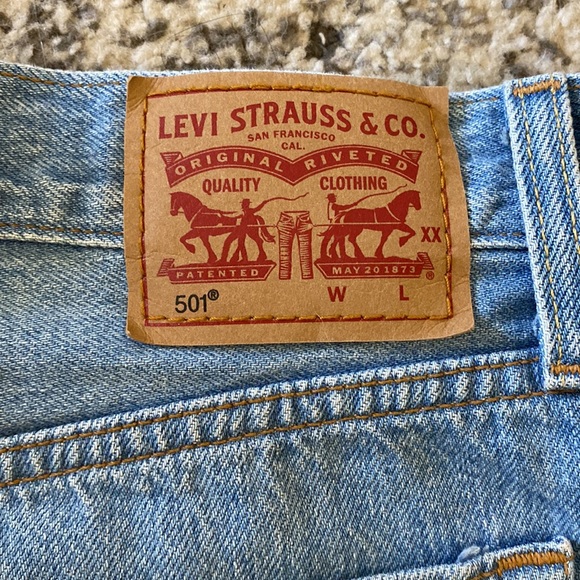 LEVI STRAUSS & CO.
SAN FRANCISCO
CAL.
ORIGINAL RIVETED
QUALITY CLOTHING
XX
PATENTED MAY 20 1873 ®
501® W L